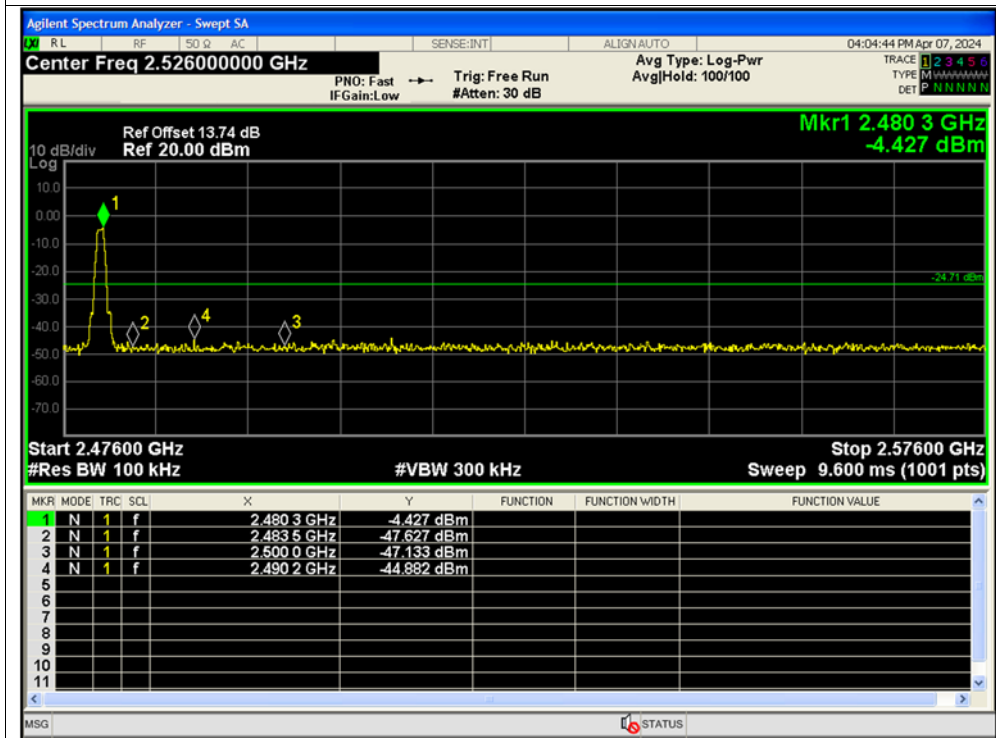 Agilent Spectrum Analyzer - Swept SA
LXI RL RF 50 Ω AC SENSE:INT ALIGNAUTO 04:04:44 PM Apr 07, 2024
Center Freq 2.526000000 GHz
PNO: Fast
IFGain:Low
Trig: Free Run
#Atten: 30 dB
Avg Type: Log-Pwr
Avg|Hold: 100/100
TRACE 1 2 3 4 5 6
TYPE M WWWWW
DET P N N N N N
Mkr1 2.480 3 GHz
-4.427 dBm
Ref Offset 13.74 dB
10 dB/div Ref 20.00 dBm
Log
10.0
0.00
-10.0
-20.0
-30.0
-40.0
-50.0
-60.0
-70.0
1
2
4
3
-24.71 dBm
Start 2.47600 GHz Stop 2.57600 GHz
#Res BW 100 kHz #VBW 300 kHz Sweep 9.600 ms (1001 pts)
MKR MODE TRC SCL X Y FUNCTION FUNCTION WIDTH FUNCTION VALUE
1 N 1 f 2.480 3 GHz -4.427 dBm
2 N 1 f 2.483 5 GHz -47.627 dBm
3 N 1 f 2.500 0 GHz -47.133 dBm
4 N 1 f 2.490 2 GHz -44.882 dBm
5
6
7
8
9
10
11
MSG STATUS